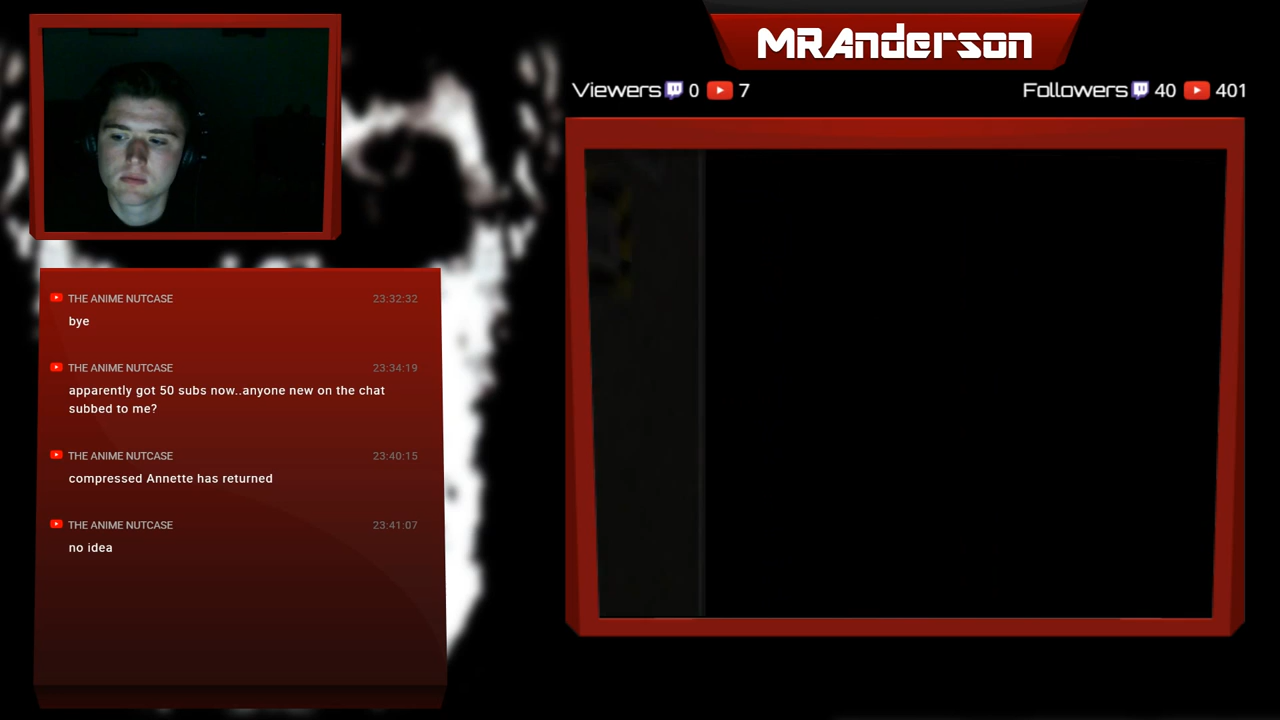 MRAnderson
Viewers 0 7
Followers 40 401
THE ANIME NUTCASE 23:32:32
bye
THE ANIME NUTCASE 23:34:19
apparently got 50 subs now..anyone new on the chat
subbed to me?
THE ANIME NUTCASE 23:40:15
compressed Annette has returned
THE ANIME NUTCASE 23:41:07
no idea